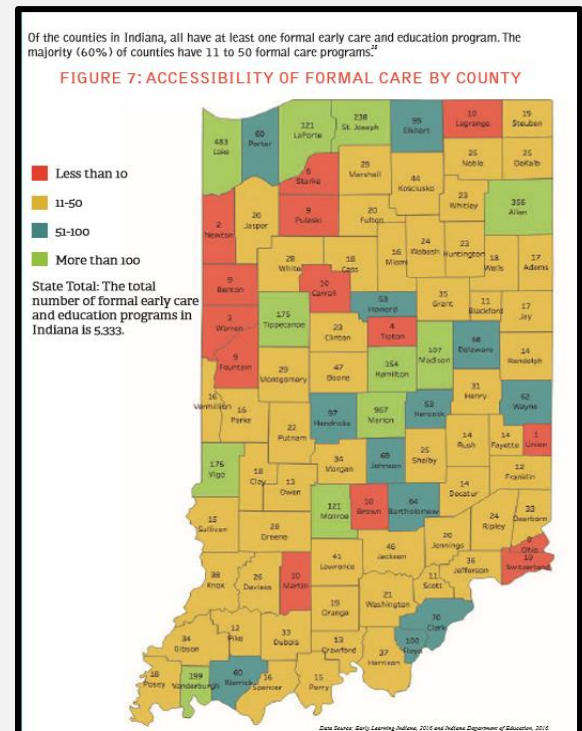 Of the counties in Indiana, all have at least one formal early care and education program. The
majority (60%) of counties have 11 to 50 formal care programs.
FIGURE 7: ACCESSIBILITY OF FORMAL CARE BY COUNTY
Less than 10
11-50
51-100
More than 100
State Total: The total
number of formal early care
and education programs in
Indiana is 5,333.
483
Lake
60
Porter
121
LaPorte
238
St. Joseph
95
Elkhart
10
Lagrange
19
Steuben
Starke
29
Marshall
44
Kosciusko
25
Noble
25
DeKalb
2
Newton
20
Jasper
9
Pulaski
20
Fulton
23
Whitley
356
Allen
28
White
18
Cass
16
Miami
24
Wabash
23
Huntington
18
Wells
17
Adams
9
Benton
10
Carroll
53
Howard
35
Grant
11
Blackford
17
Jay
3
Warren
175
Tippecanoe
23
Clinton
4
Tipton
107
Madison
Delaware
14
Randolph
9
Fountain
29
Montgomery
47
Boone
Hamilton
31
Henry
62
Wayne
16
Vermillion
16
Parke
22
Putnam
97
Hendricks
967
Marion
53
Hancock
14
Rush
14
Fayette
1
Union
176
Vigo
18
Clay
13
Owen
34
Morgan
Johnson
25
Shelby
12
Franklin
15
Sullivan
Greene
121
Monroe
10
Brown
64
Bartholomew
14
Decatur
24
Ripley
33
Dearborn
Ohio
10
Switzerland
38
Knox
26
Daviess
10
Martin
41
Lawrence
46
Jackson
20
Jennings
36
Jefferson
11
Scott
19
Orange
21
Washington
34
Gibson
12
Pike
33
Dubois
13
Crawford
37
Harrison
70
Clark
100
Floyd
18
Posey
199
Vanderburgh
60
Warrick
16
Spencer
15
Perry
Data Source: Early Learning Indiana, 2016 and Indiana Department of Education, 2016.